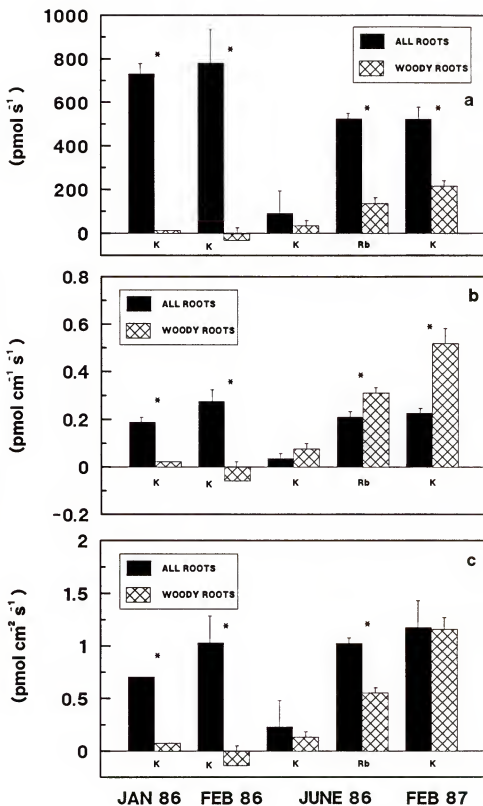 1000
800
600
400
200
0
(pmol s⁻¹)
ALL ROOTS
WOODY ROOTS
a
* * * *
K K K Rb K
0.8
0.6
0.4
0.2
0
-0.2
(pmol cm⁻¹ s⁻¹)
ALL ROOTS
WOODY ROOTS
b
* * * *
K K K Rb K
2
1.5
1
0.5
0
(pmol cm⁻² s⁻¹)
ALL ROOTS
WOODY ROOTS
c
* * *
K K K Rb K
JAN 86 FEB 86 JUNE 86 FEB 87